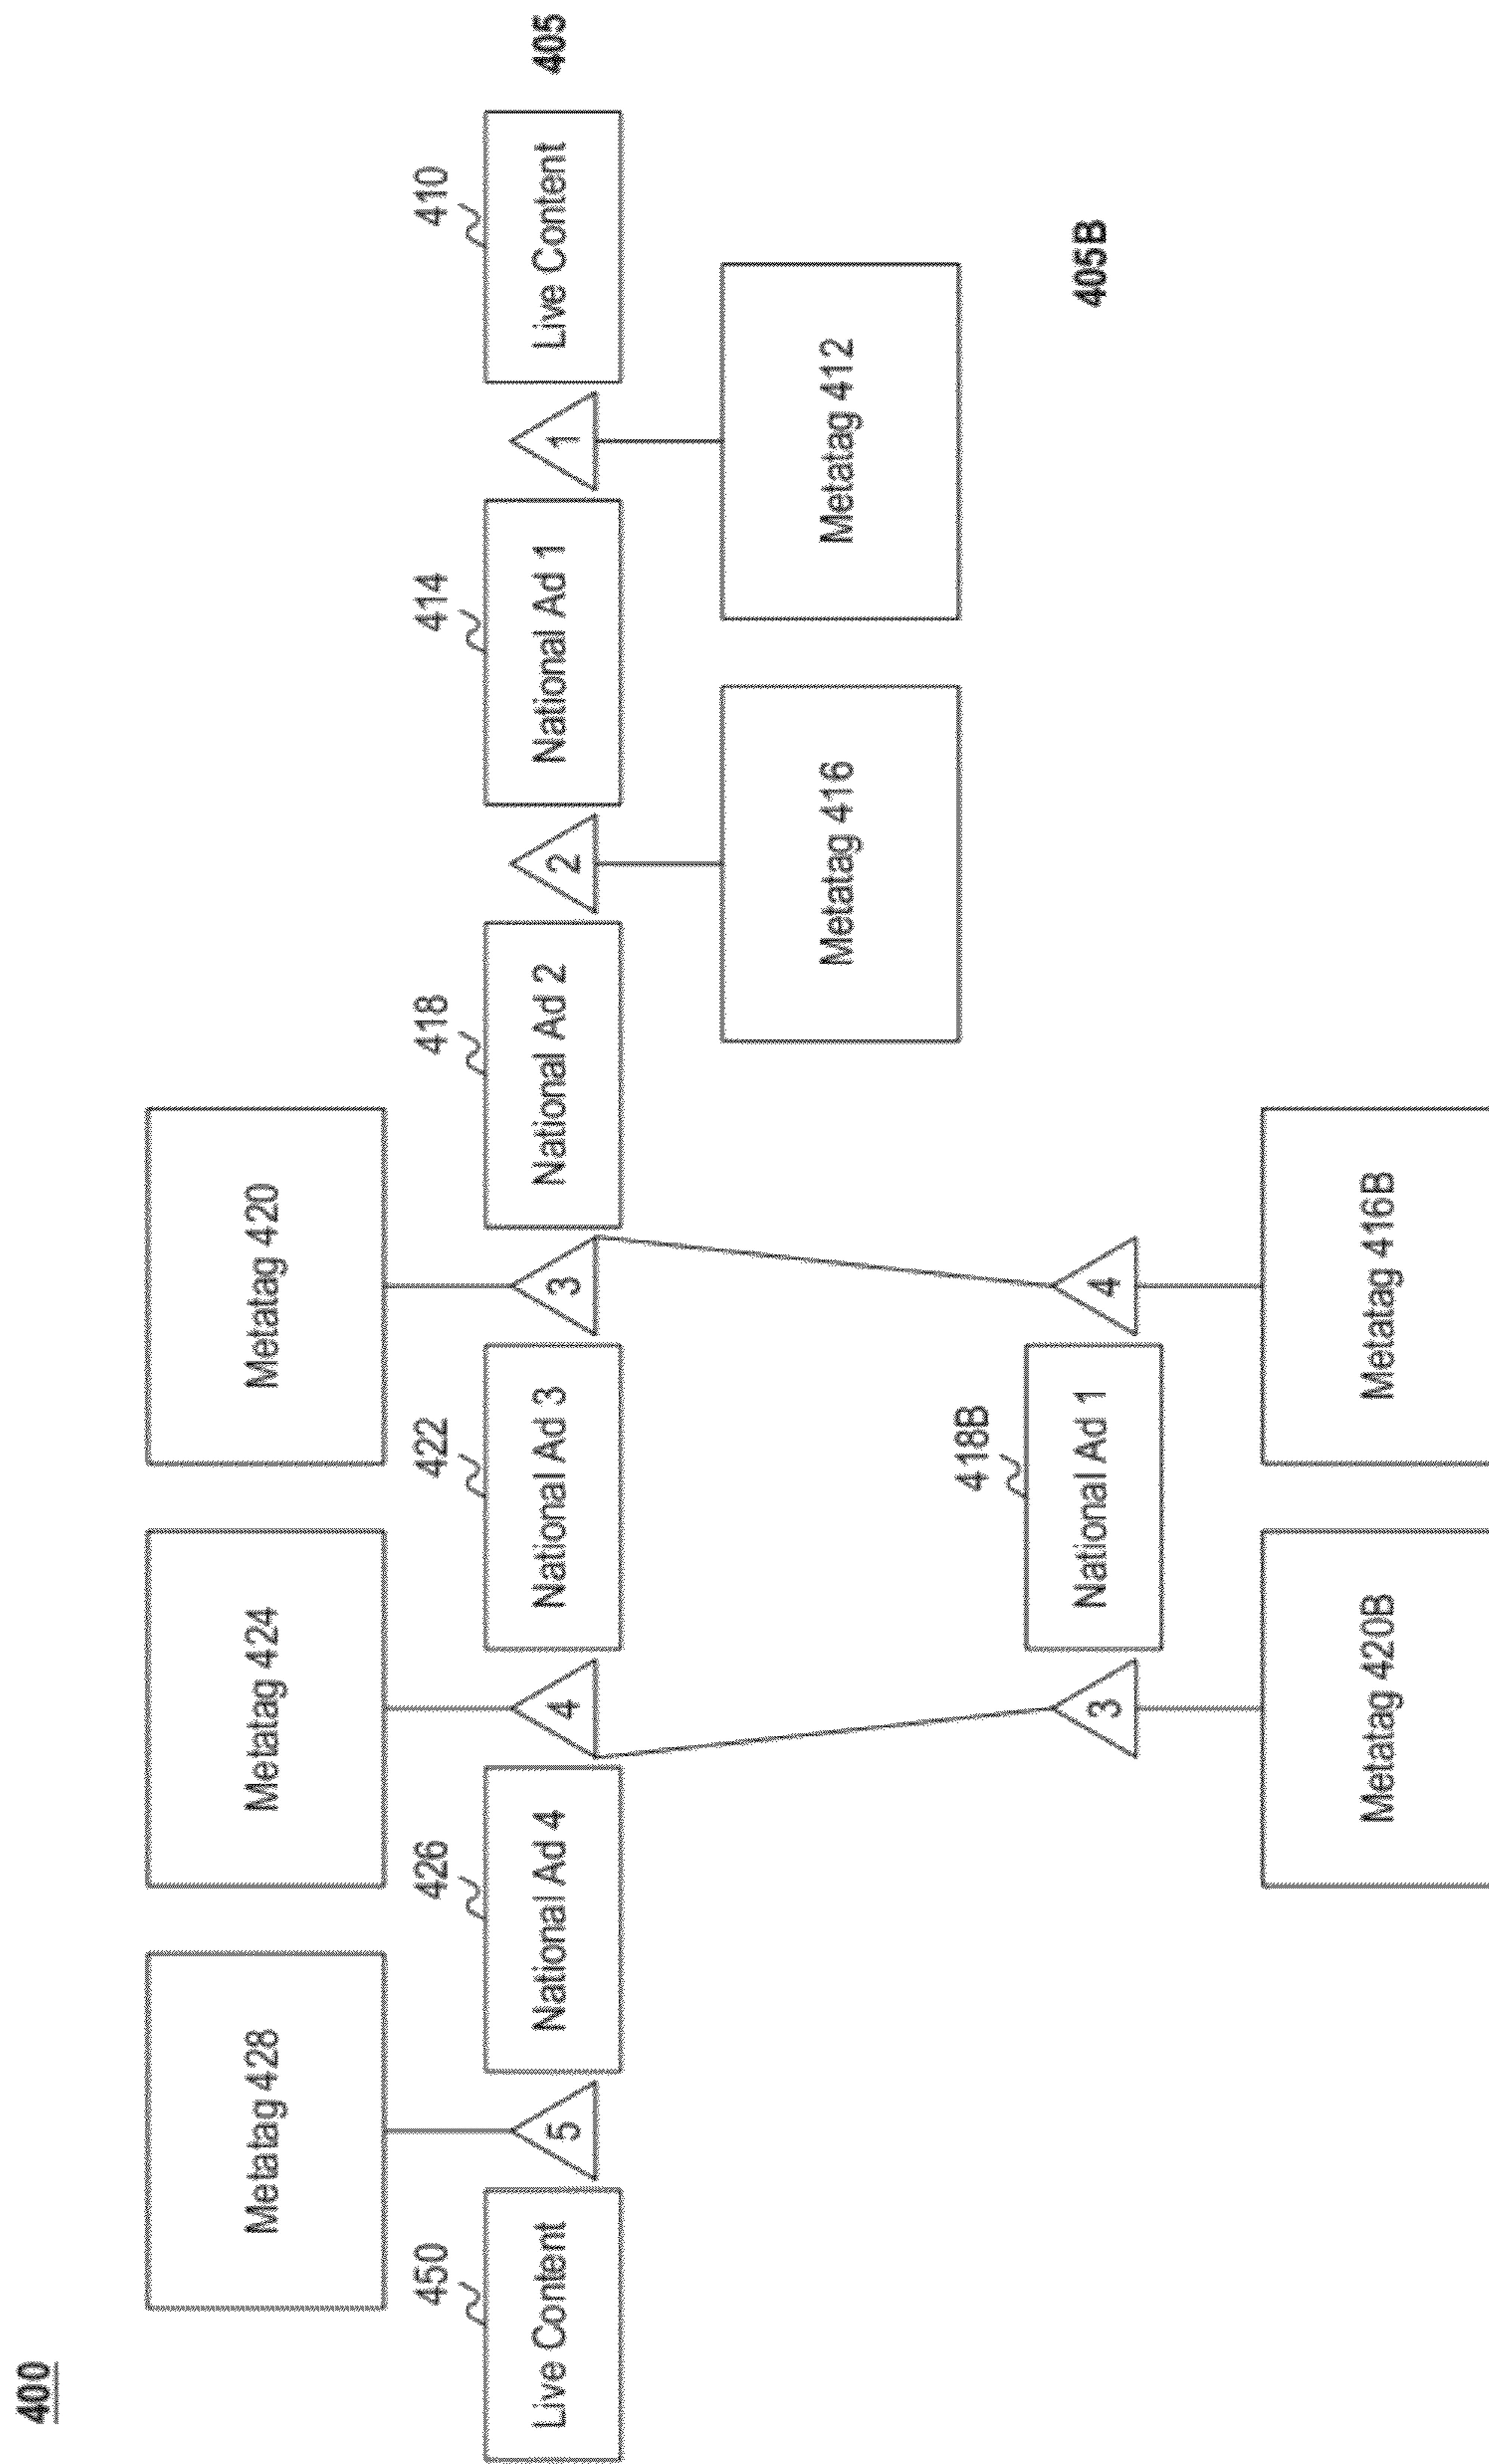 400
Metatag 428
Metatag 424
Metatag 420
450
426
422
418
414
410
Live Content
5
National Ad 4
4
National Ad 3
3
National Ad 2
2
National Ad 1
1
Live Content
405
Metatag 416
Metatag 412
418B
3
National Ad 1
4
405B
Metatag 420B
Metatag 416B